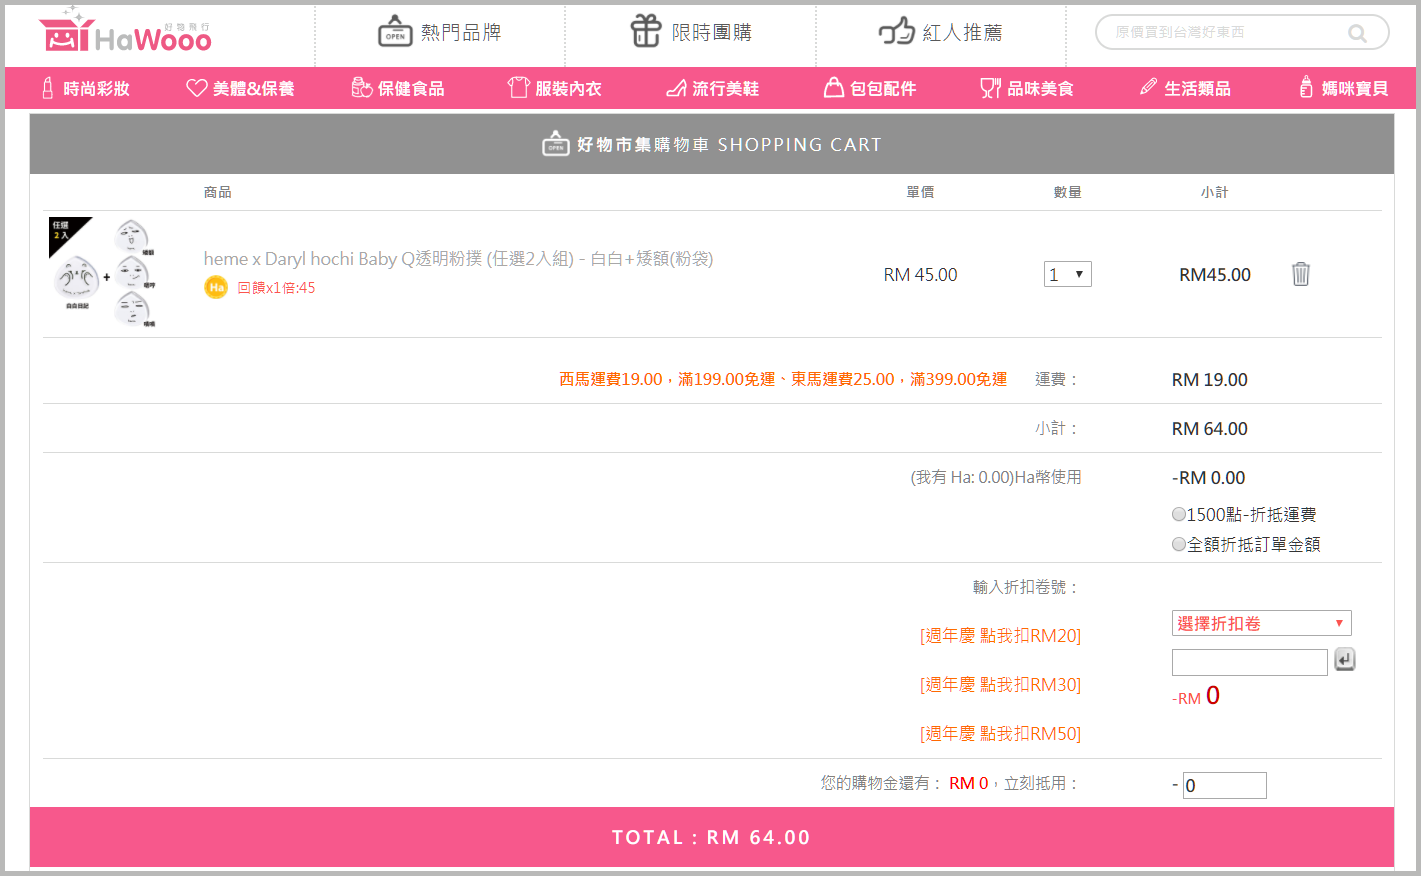 好物飛行
HaWooo
OPEN 熱門品牌
限時團購
紅人推薦
原價買到台灣好東西
時尚彩妝 美體&保養 保健食品 服裝內衣 流行美鞋 包包配件 品味美食 生活類品 媽咪寶貝
OPEN 好物市集購物車 SHOPPING CART
商品 單價 數量 小計
任選
2入
heme x Daryl hochi Baby Q透明粉撲 (任選2入組) - 白白+矮額(粉袋)
Ha 回饋x1倍:45
RM 45.00 1 RM45.00
矮額
+
白白日記
西馬運費19.00，滿199.00免運、東馬運費25.00，滿399.00免運 運費： RM 19.00
小計： RM 64.00
(我有 Ha: 0.00)Ha幣使用 -RM 0.00
1500點-折抵運費
全額折抵訂單金額
輸入折扣卷號：
選擇折扣卷
[週年慶 點我扣RM20]
[週年慶 點我扣RM30]
-RM 0
[週年慶 點我扣RM50]
您的購物金還有： RM 0，立刻抵用： - 0
TOTAL : RM 64.00